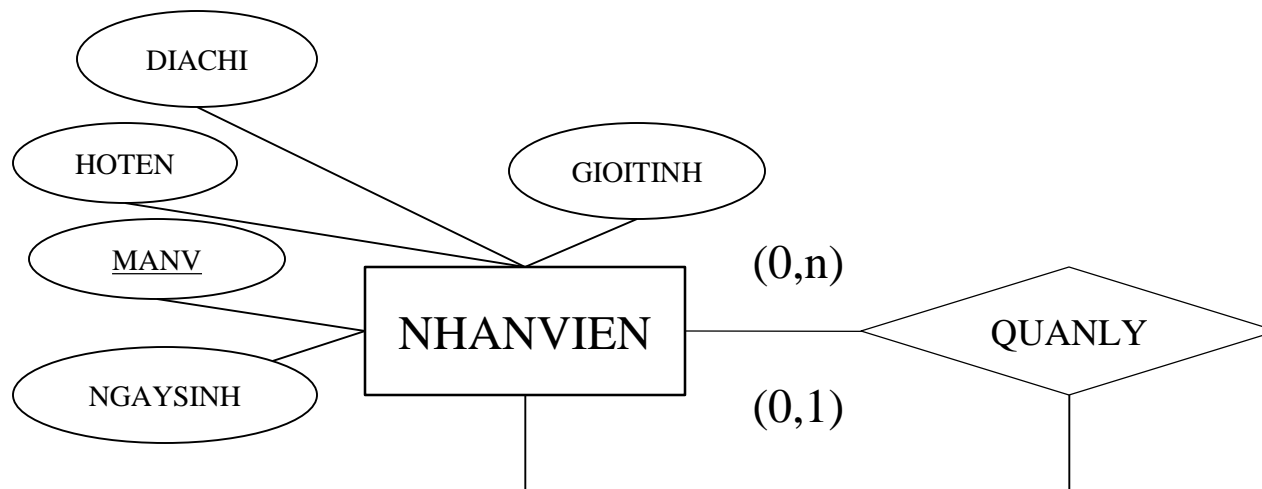 DIACHI
HOTEN
GIOITINH
MANV
(0,n)
NHANVIEN
QUANLY
NGAYSINH
(0,1)